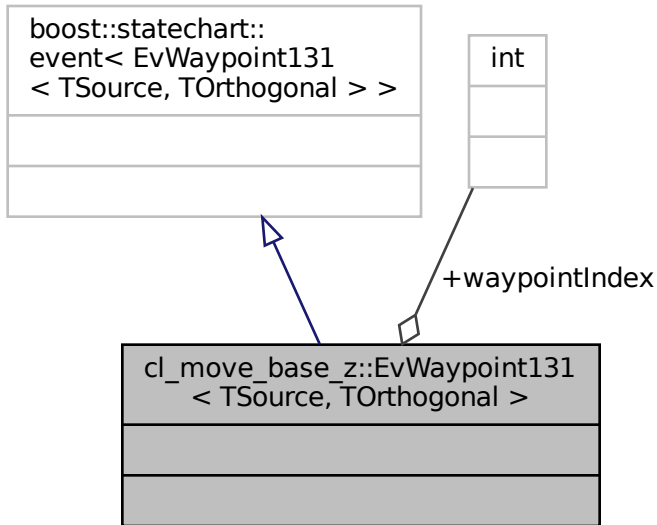 boost::statechart::
event< EvWaypoint131
< TSource, TOrthogonal > >
int
+waypointIndex
cl_move_base_z::EvWaypoint131
< TSource, TOrthogonal >